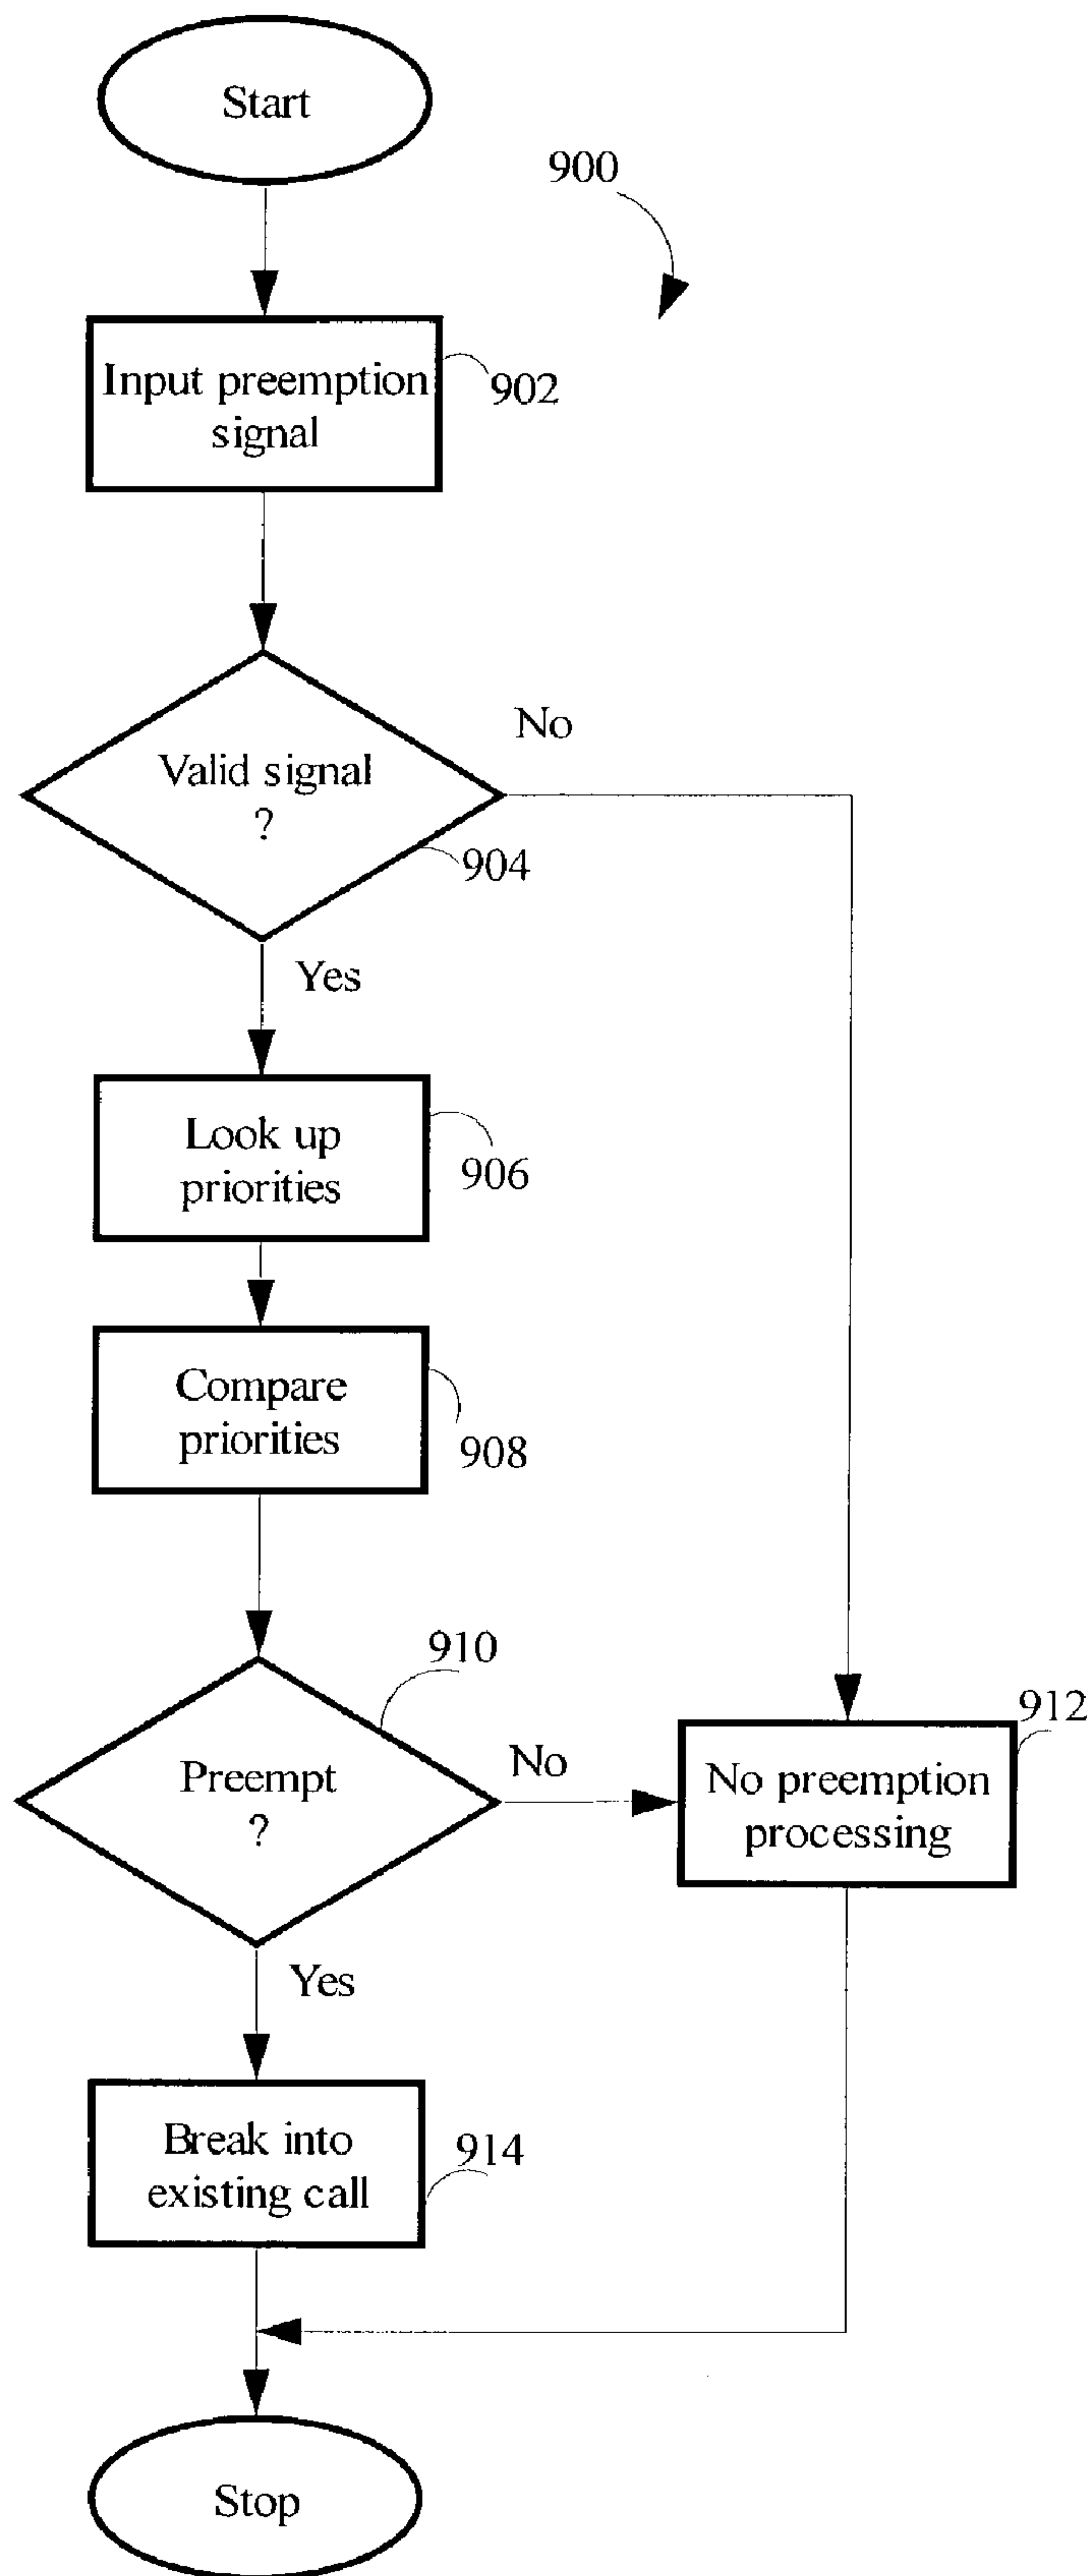 Start
900
Input preemption
signal
902
No
Valid signal
?
904
Yes
Look up
priorities
906
Compare
priorities
908
910
912
Preempt
?
No
No preemption
processing
Yes
Break into
existing call
914
Stop